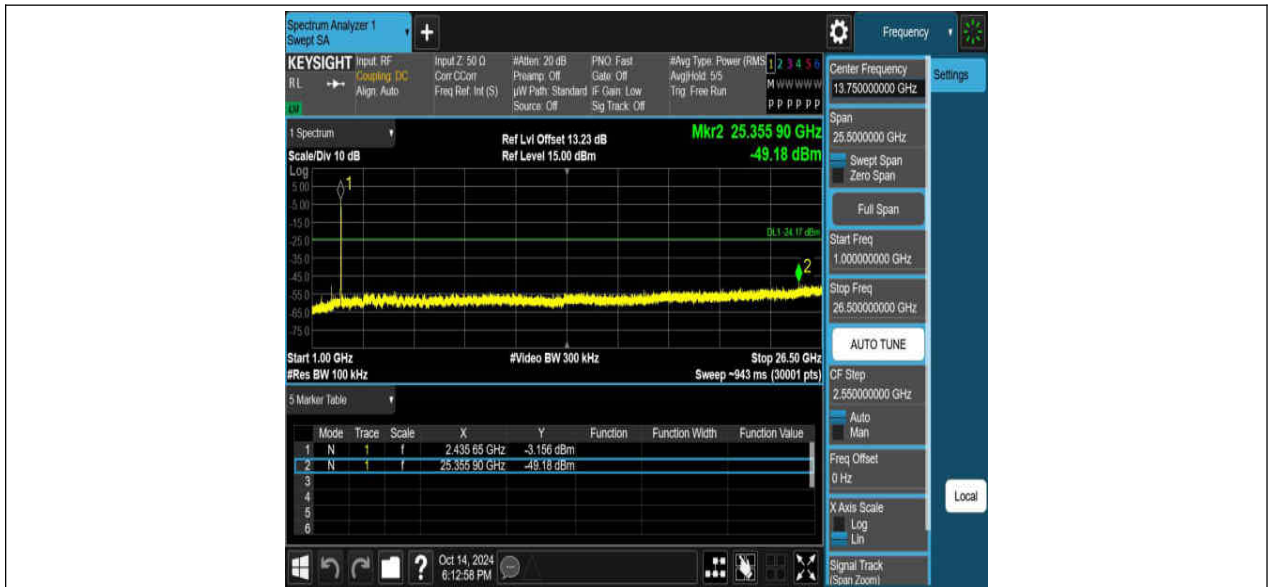 Spectrum Analyzer 1
Swept SA
+
Frequency
KEYSIGHT
RL
Input: RF
Coupling: DC
Align: Auto
Input Z: 50 Ω
Corr CCorr
Freq Ref: Int (S)
#Atten: 20 dB
Preamp: Off
µW Path: Standard
Source: Off
PNO: Fast
Gate: Off
IF Gain: Low
Sig Track: Off
#Avg Type: Power (RMS
Avg|Hold: 5/5
Trig: Free Run
1 2 3 4 5 6
M W W W W W
P P P P P P
1 Spectrum
Scale/Div 10 dB
Ref Lvl Offset 13.23 dB
Ref Level 15.00 dBm
Mkr2 25.355 90 GHz
-49.18 dBm
Log
5.00
-5.00
-15.0
-25.0
-35.0
-45.0
-55.0
-65.0
-75.0
1
DL1 -24.17 dBm
2
Start 1.00 GHz
#Video BW 300 kHz
Stop 26.50 GHz
#Res BW 100 kHz
Sweep ~943 ms (30001 pts)
5 Marker Table
Mode Trace Scale X Y Function Function Width Function Value
1 N 1 f 2.435 65 GHz -3.156 dBm
2 N 1 f 25.355 90 GHz -49.18 dBm
3
4
5
6
Oct 14, 2024
6:12:58 PM
?
Center Frequency
13.750000000 GHz
Span
25.5000000 GHz
Swept Span
Zero Span
Full Span
Start Freq
1.000000000 GHz
Stop Freq
26.500000000 GHz
AUTO TUNE
CF Step
2.550000000 GHz
Auto
Man
Freq Offset
0 Hz
X Axis Scale
Log
Lin
Signal Track
(Span Zoom)
Settings
Local